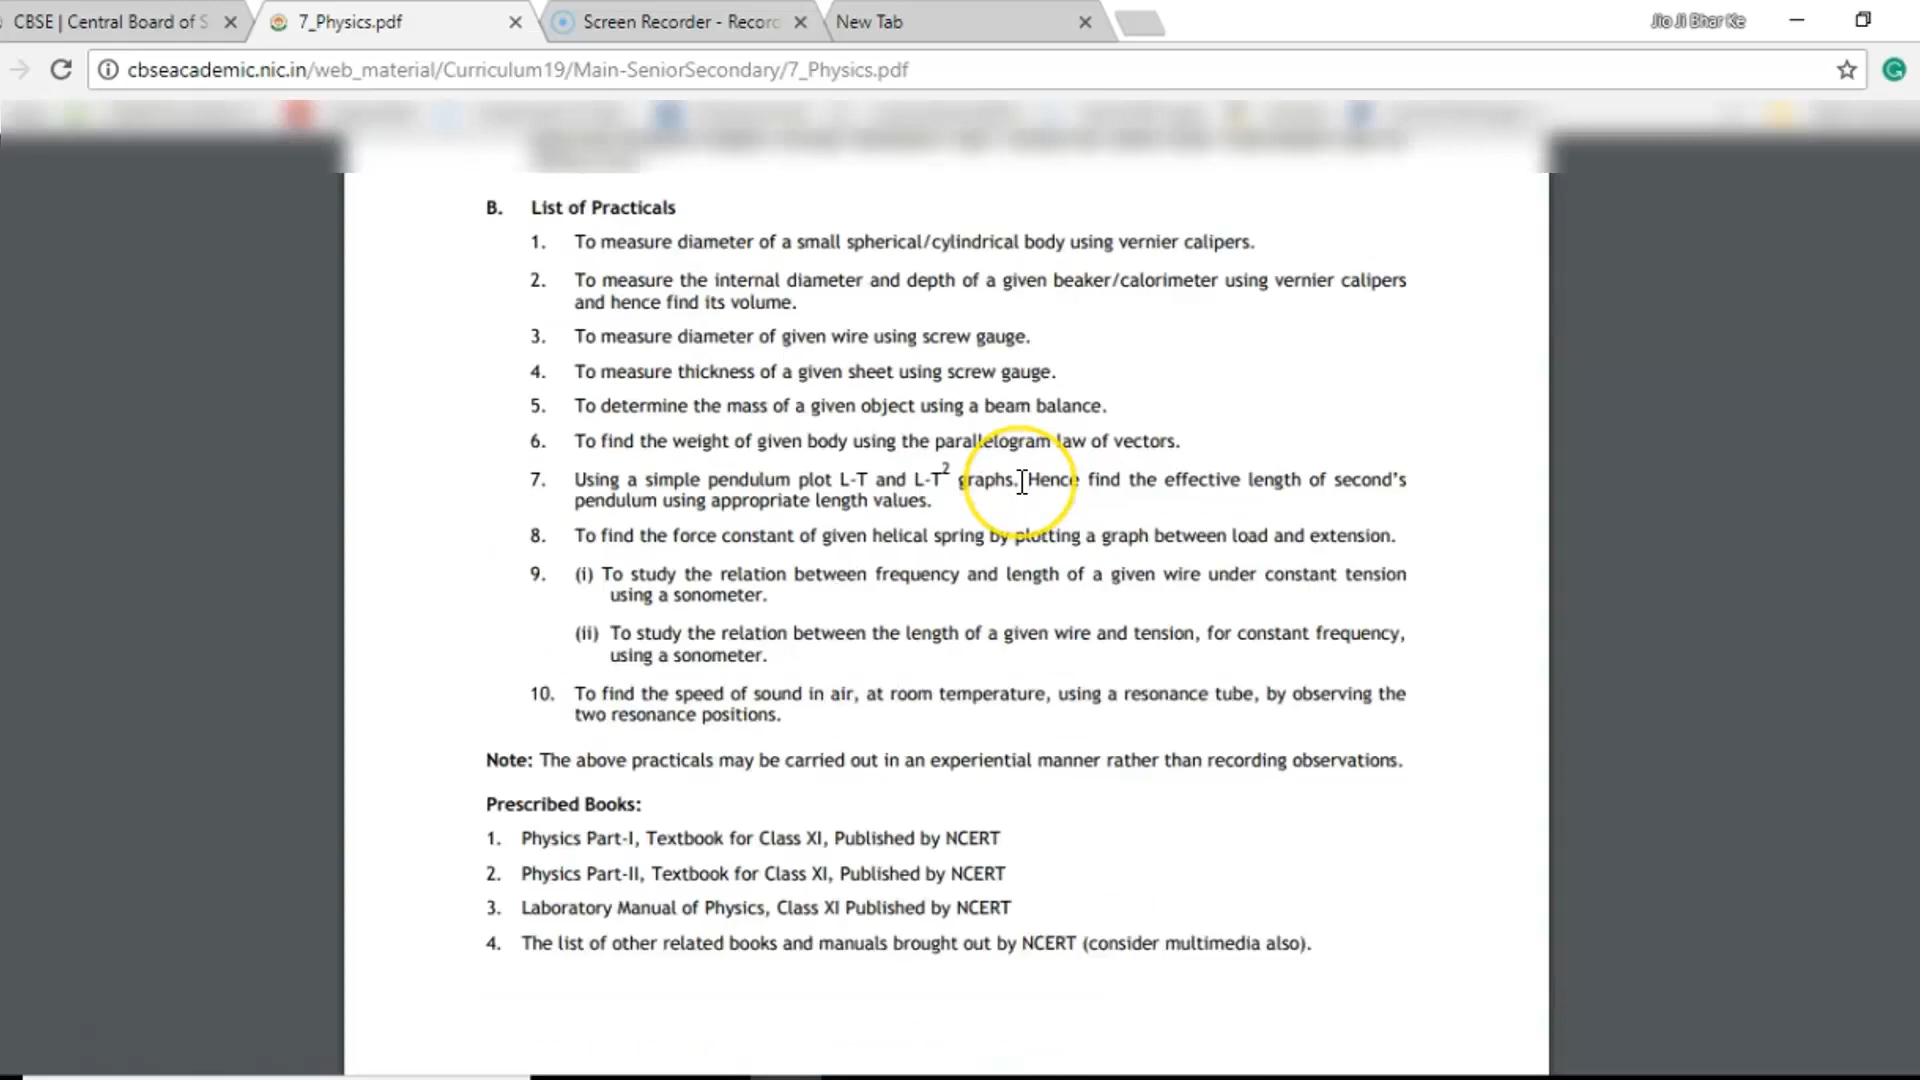 CBSE | Central Board of S
7_Physics.pdf
Screen Recorder - Record
New Tab
Jio Ji Bhar Ke
cbseacademic.nic.in/web_material/Curriculum19/Main-SeniorSecondary/7_Physics.pdf
B. List of Practicals
1. To measure diameter of a small spherical/cylindrical body using vernier calipers.
2. To measure the internal diameter and depth of a given beaker/calorimeter using vernier calipers
and hence find its volume.
3. To measure diameter of given wire using screw gauge.
4. To measure thickness of a given sheet using screw gauge.
5. To determine the mass of a given object using a beam balance.
6. To find the weight of given body using the parallelogram law of vectors.
7. Using a simple pendulum plot L-T and L-T² graphs. Hence find the effective length of second's
pendulum using appropriate length values.
8. To find the force constant of given helical spring by plotting a graph between load and extension.
9. (i) To study the relation between frequency and length of a given wire under constant tension
using a sonometer.
(ii) To study the relation between the length of a given wire and tension, for constant frequency,
using a sonometer.
10. To find the speed of sound in air, at room temperature, using a resonance tube, by observing the
two resonance positions.
Note: The above practicals may be carried out in an experiential manner rather than recording observations.
Prescribed Books:
1. Physics Part-I, Textbook for Class XI, Published by NCERT
2. Physics Part-II, Textbook for Class XI, Published by NCERT
3. Laboratory Manual of Physics, Class XI Published by NCERT
4. The list of other related books and manuals brought out by NCERT (consider multimedia also).